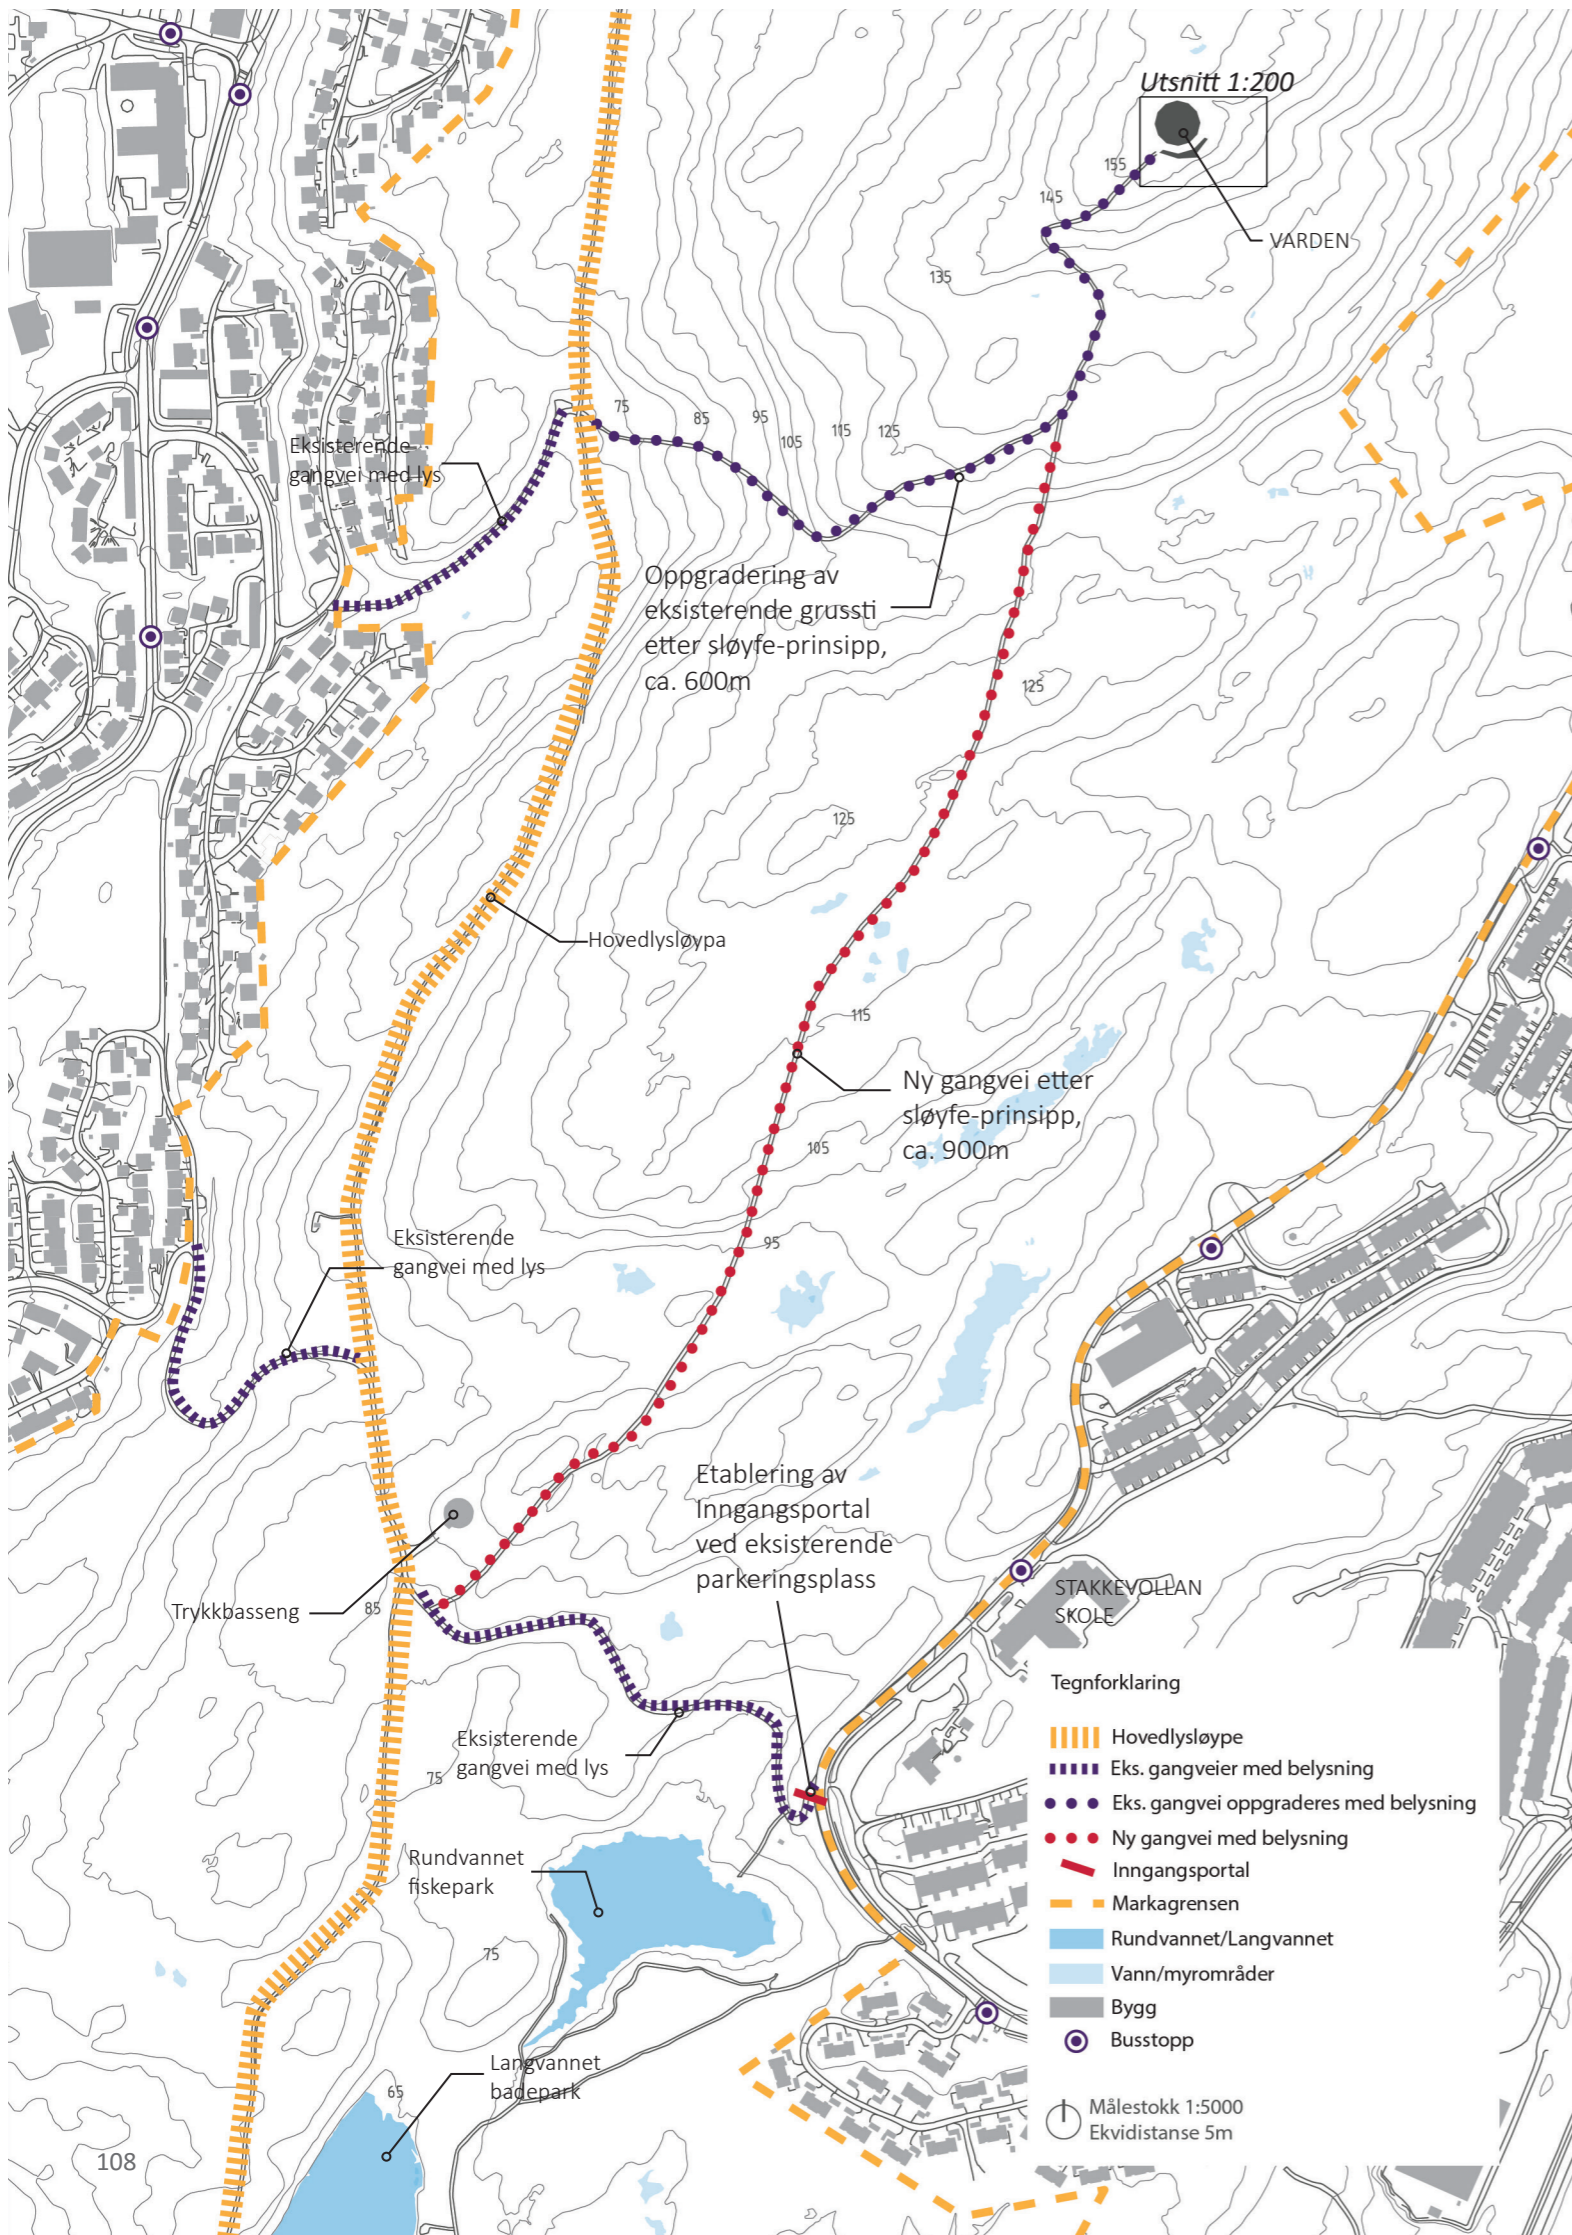 Utsnitt 1:200
155
145
VARDEN
135
75
85
95
105
115
125
Eksisterende
gangvei med lys
Oppgradering av
eksisterende grussti
etter sløyfe-prinsipp,
ca. 600m
125
125
Hovedlysløypa
115
Ny gangvei etter
sløyfe-prinsipp,
ca. 900m
105
95
Eksisterende
gangvei med lys
Etablering av
Inngangsportal
ved eksisterende
parkeringsplass
STAKKEVOLLAN
SKOLE
Trykkbasseng
85
Eksisterende
gangvei med lys
75
Rundvannet
fiskepark
75
Langvannet
badepark
65
108
Tegnforklaring
Hovedlysløype
Eks. gangveier med belysning
Eks. gangvei oppgraderes med belysning
Ny gangvei med belysning
Inngangsportal
Markagrensen
Rundvannet/Langvannet
Vann/myrområder
Bygg
Busstopp
Målestokk 1:5000
Ekvidistanse 5m